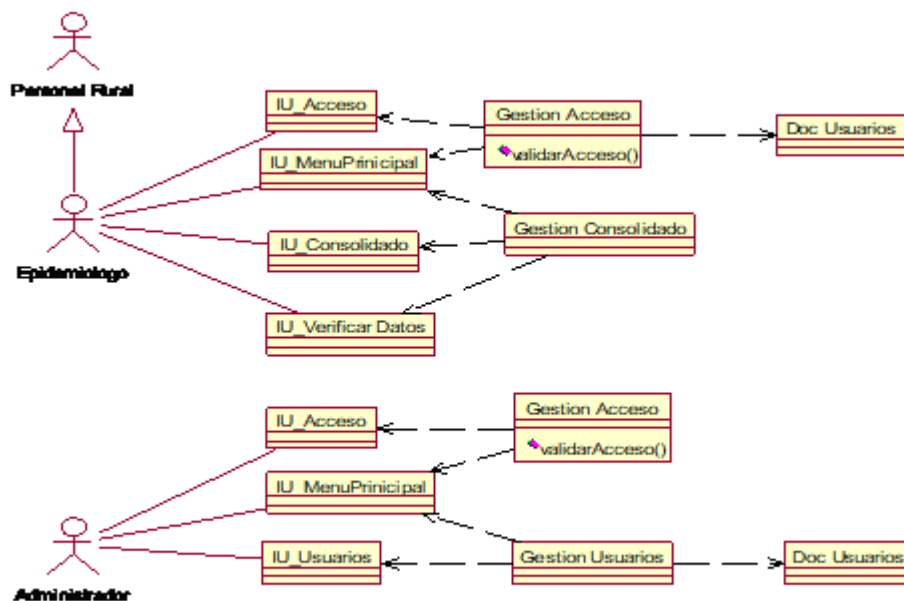 Personal Rural
IU_Acceso
Gestion Acceso
validarAcceso()
Doc Usuarios
IU_MenuPrinicipal
Gestion Consolidado
IU_Consolidado
Epidemiologo
IU_Verificar Datos
IU_Acceso
Gestion Acceso
validarAcceso()
IU_MenuPrinicipal
IU_Usuarios
Gestion Usuarios
Doc Usuarios
Administrador